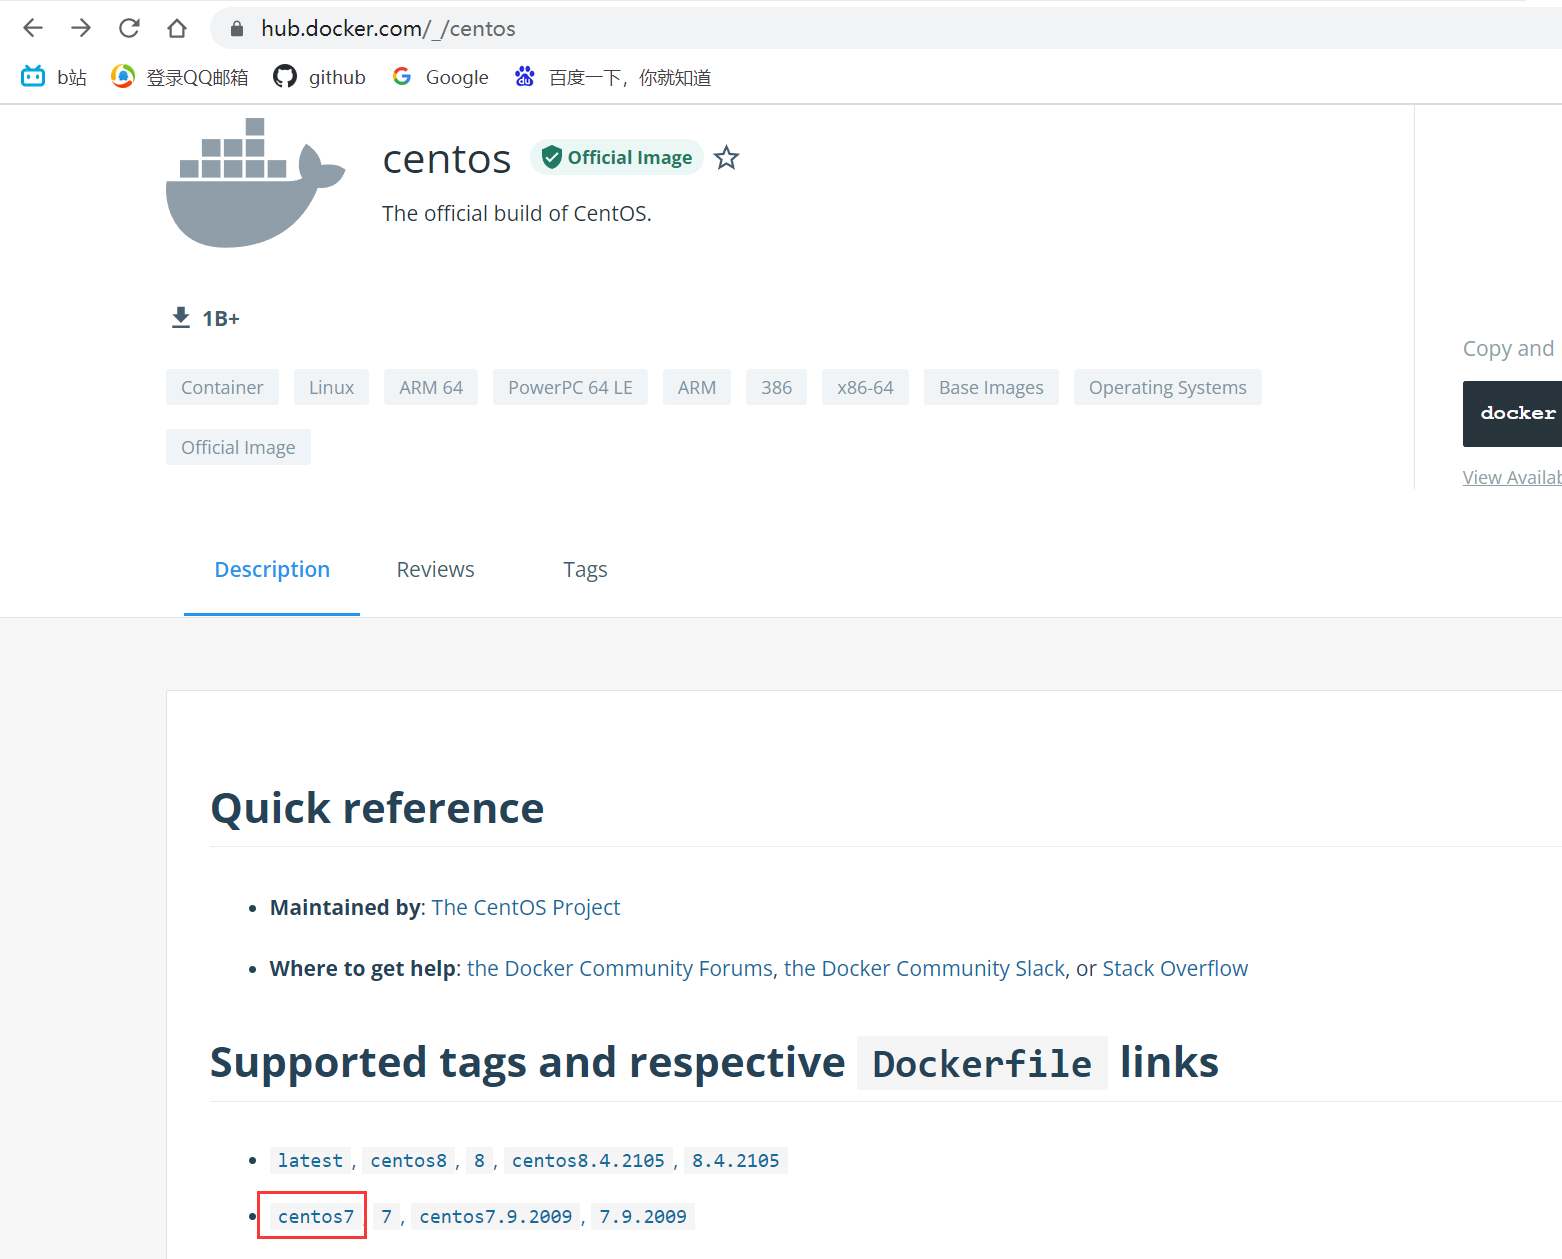 hub.docker.com/_/centos
b站 登录QQ邮箱 github Google 百度一下，你就知道
centos Official Image
The official build of CentOS.
1B+
Copy and
Container Linux ARM 64 PowerPC 64 LE ARM 386 x86-64 Base Images Operating Systems
docker
Official Image
View Availab
Description Reviews Tags
Quick reference
• Maintained by: The CentOS Project
• Where to get help: the Docker Community Forums, the Docker Community Slack, or Stack Overflow
Supported tags and respective Dockerfile links
• latest, centos8, 8, centos8.4.2105, 8.4.2105
• centos7 7, centos7.9.2009, 7.9.2009